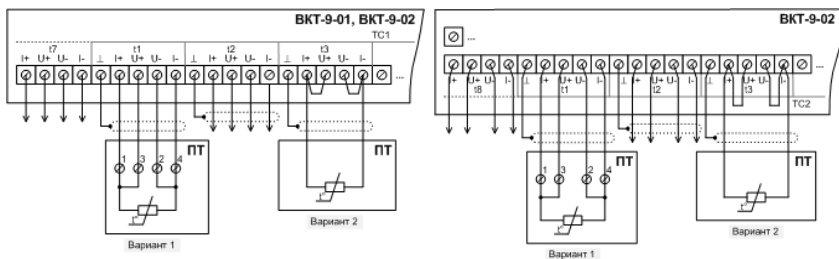 ВКТ-9-01, ВКТ-9-02
ТС1
t7 t1 t2 t3
I+ U+ U- I- ⊥ I+ U+ U- I- ⊥ I+ U+ U- I- ⊥ I+ U+ U- I- ...
ПТ
1 3 2 4
Вариант 1
ПТ
Вариант 2
ВКТ-9-02
...
I+ U+ U- I- ⊥ I+ U+ U- I- ⊥ I+ U+ U- I- ⊥ I+ U+ U- I- ...
t8 t1 t2 t3
ТС2
ПТ
1 3 2 4
Вариант 1
ПТ
Вариант 2